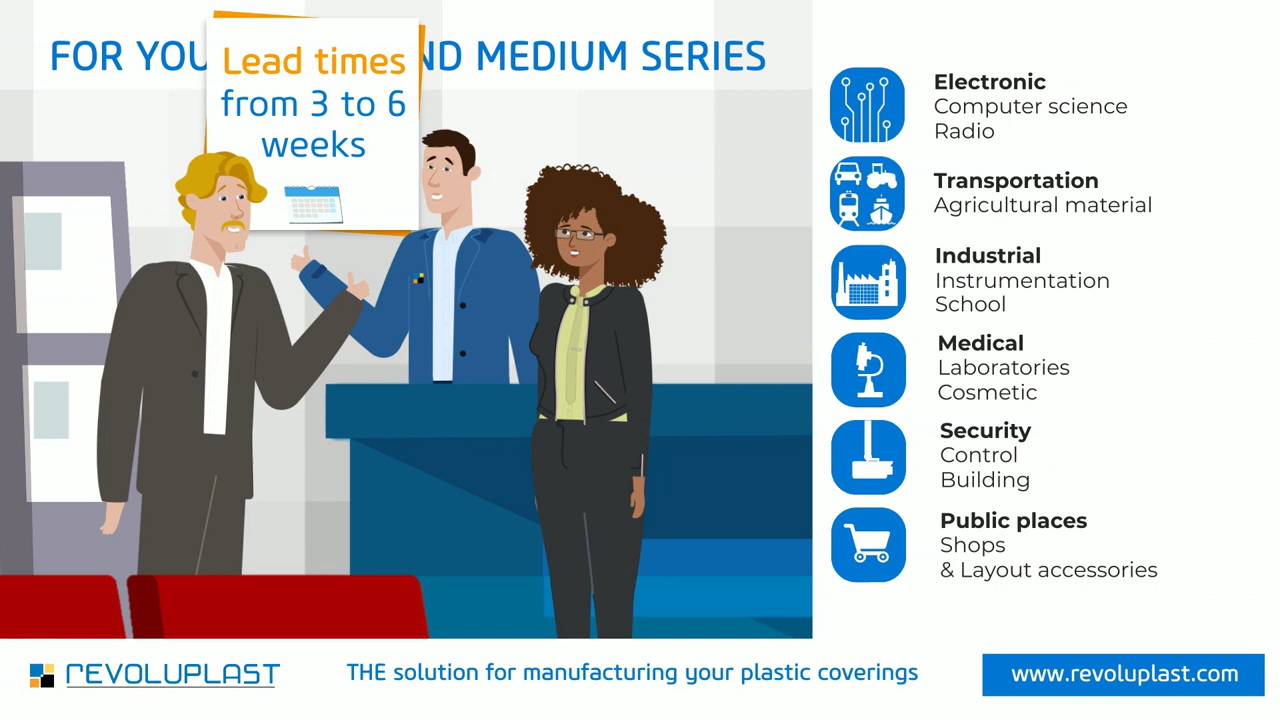 FOR YOU ND MEDIUM SERIES
Lead times
from 3 to 6
weeks
Electronic
Computer science
Radio
Transportation
Agricultural material
Industrial
Instrumentation
School
Medical
Laboratories
Cosmetic
Security
Control
Building
Public places
Shops
& Layout accessories
REVOLUPLAST
THE solution for manufacturing your plastic coverings
www.revoluplast.com